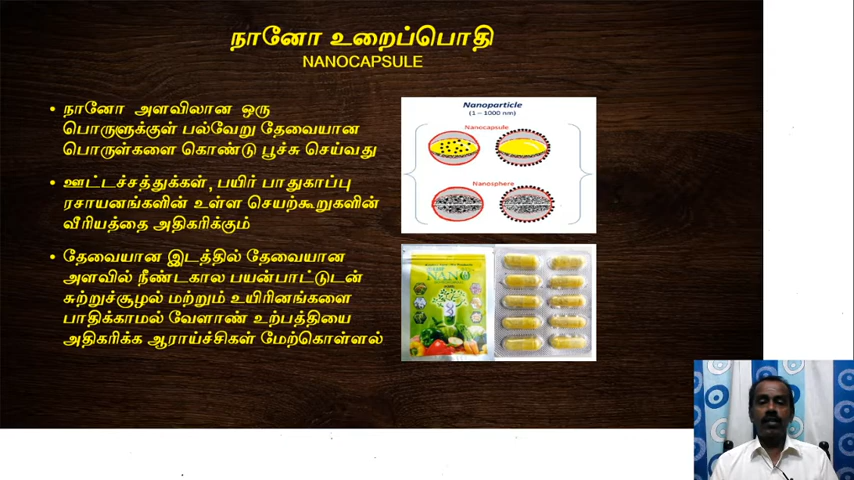 நானோ உறைப்பொதி
NANOCAPSULE
• நானோ அளவிலான ஒரு
பொருளுக்குள் பல்வேறு தேவையான
பொருள்களை கொண்டு பூச்சு செய்வது
• ஊட்டச்சத்துக்கள், பயிர் பாதுகாப்பு
ரசாயனங்களின் உள்ள செயற்கூறுகளின்
வீரியத்தை அதிகரிக்கும்
• தேவையான இடத்தில் தேவையான
அளவில் நீண்டகால பயன்பாட்டுடன்
சுற்றுச்சூழல் மற்றும் உயிரினங்களை
பாதிக்காமல் வேளாண் உற்பத்தியை
அதிகரிக்க ஆராய்ச்சிகள் மேற்கொள்ளல்
Nanoparticle
(1 – 1000 nm)
Nanocapsule
Nanosphere
NANO